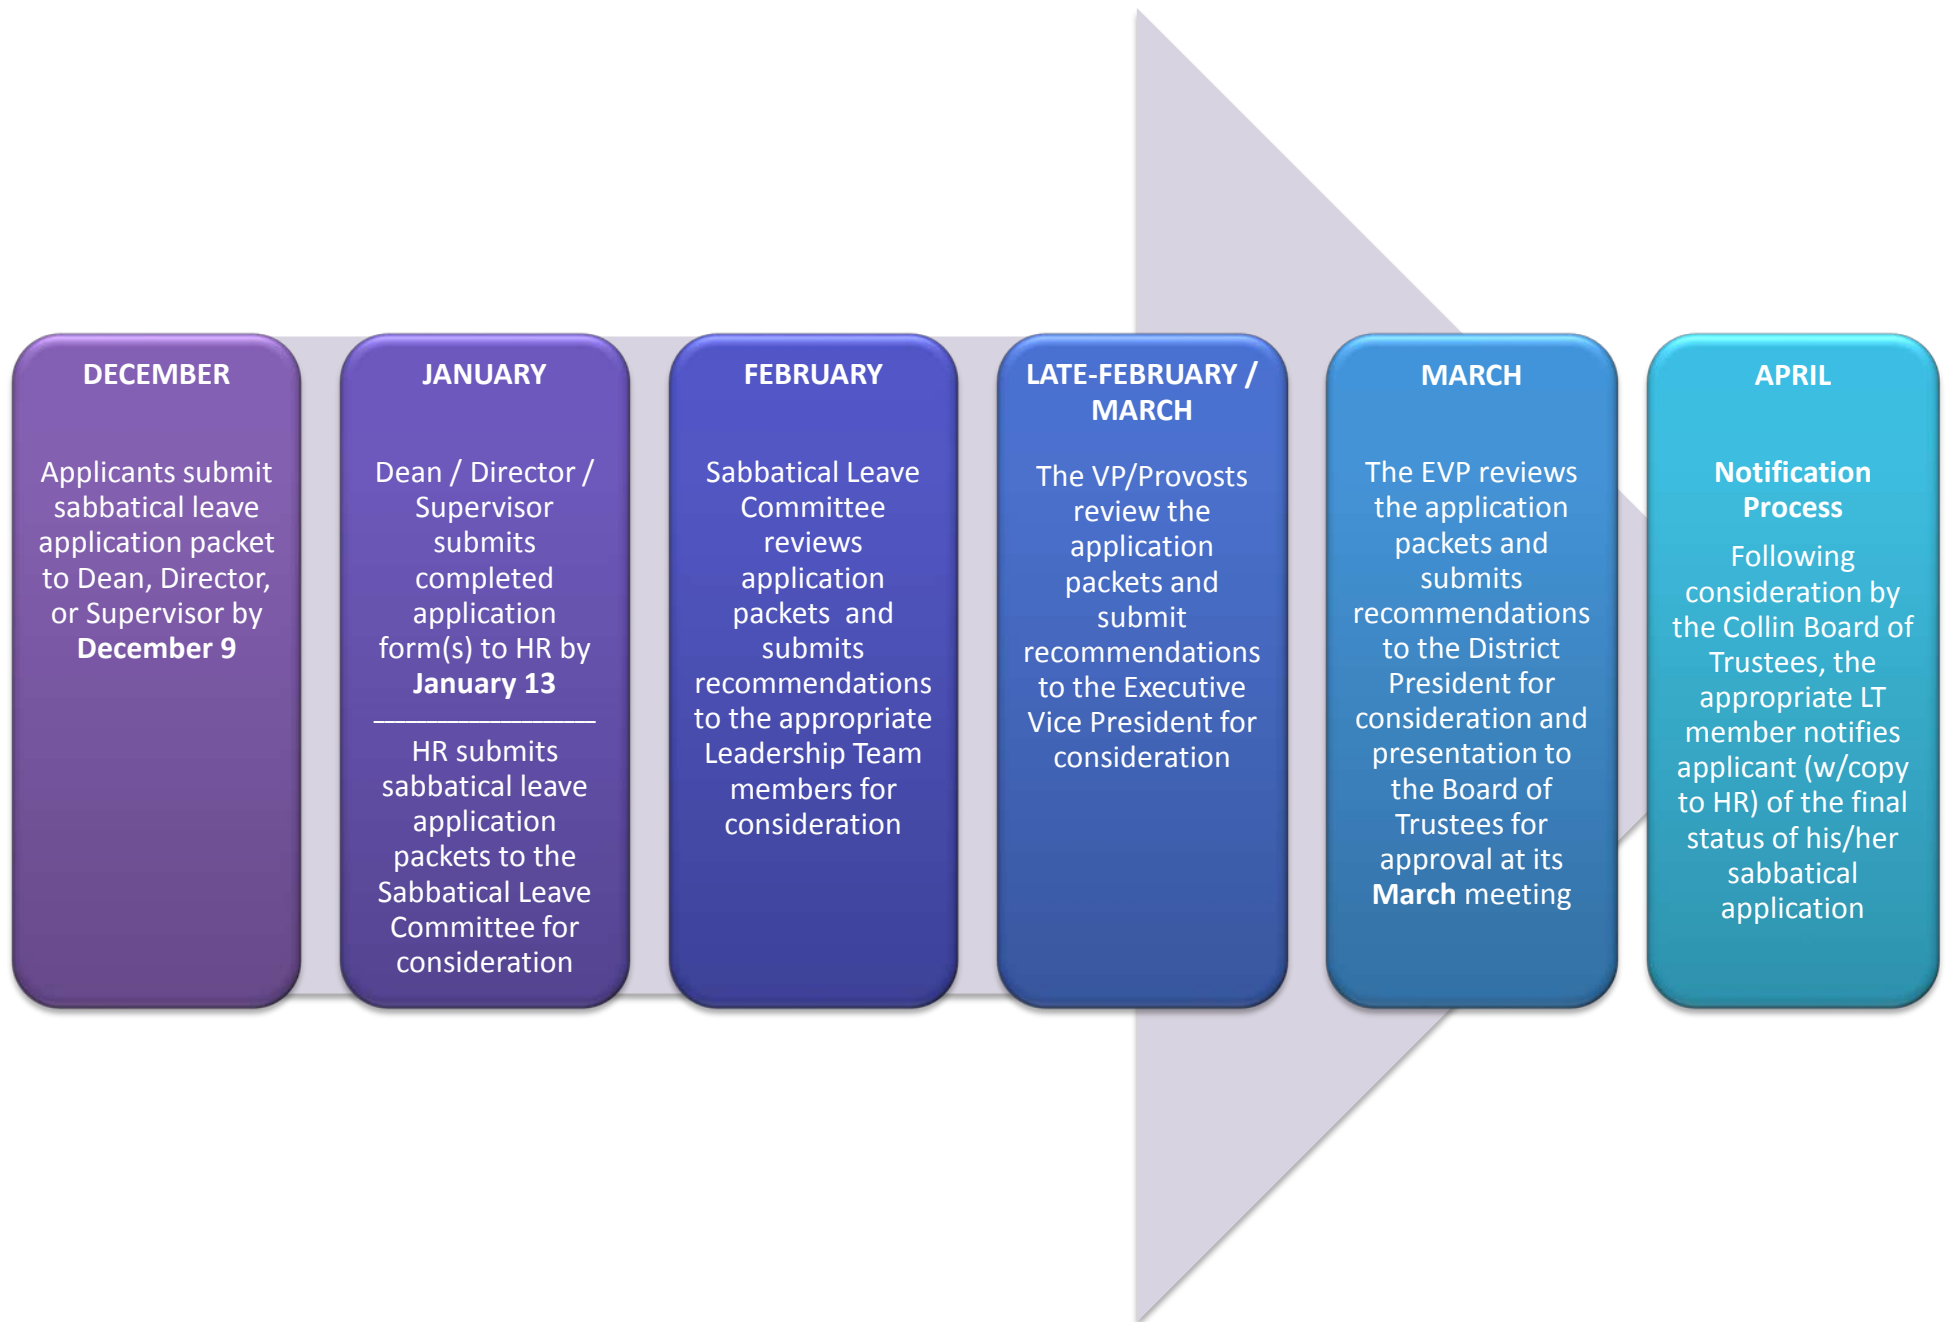 DECEMBER
Applicants submit
sabbatical leave
application packet
to Dean, Director,
or Supervisor by
December 9
JANUARY
Dean / Director /
Supervisor
submits
completed
application
form(s) to HR by
January 13
_____________________
HR submits
sabbatical leave
application
packets to the
Sabbatical Leave
Committee for
consideration
FEBRUARY
Sabbatical Leave
Committee
reviews
application
packets  and
submits
recommendations
to the appropriate
Leadership Team
members for
consideration
LATE-FEBRUARY /
MARCH
The VP/Provosts
review the
application
packets and
submit
recommendations
to the Executive
Vice President for
consideration
MARCH
The EVP reviews
the application
packets and
submits
recommendations
to the District
President for
consideration and
presentation to
the Board of
Trustees for
approval at its
March meeting
APRIL
Notification
Process
Following
consideration by
the Collin Board of
Trustees, the
appropriate LT
member notifies
applicant (w/copy
to HR) of the final
status of his/her
sabbatical
application